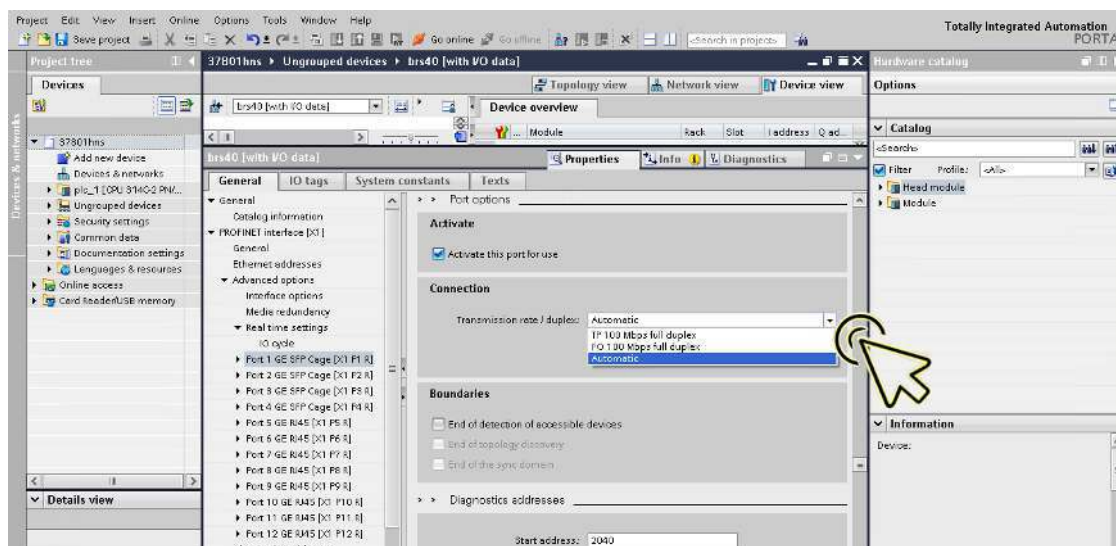 Project Edit View Insert Online Options Tools Window Help
Totally Integrated Automation
PORTA
Save project
Go online
Go offline
<Search in project>
Project tree
37801hns ▸ Ungrouped devices ▸ brs40 [with I/O data]
Hardware catalog
Devices
Topology view
Network view
Device view
Options
brs40 [with I/O data]
Device overview
Module
Rack
Slot
I address
Q ad...
Catalog
<Search>
Filter
Profile:
<All>
Head module
Module
37801hns
Add new device
Devices & networks
plc_1 [CPU 314C-2 PN/...
Ungrouped devices
Security settings
Common data
Documentation settings
Languages & resources
Online access
Card Reader/USB memory
Details view
Devices & networks
brs40 [with I/O data]
Properties
Info
Diagnostics
General
IO tags
System constants
Texts
General
Catalog information
PROFINET interface [X1]
General
Ethernet addresses
Advanced options
Interface options
Media redundancy
Real time settings
IO cycle
Port 1 GE SFP Cage [X1 P1 R]
Port 2 GE SFP Cage [X1 P2 R]
Port 3 GE SFP Cage [X1 P3 R]
Port 4 GE SFP Cage [X1 P4 R]
Port 5 GE RJ45 [X1 P5 R]
Port 6 GE RJ45 [X1 P6 R]
Port 7 GE RJ45 [X1 P7 R]
Port 8 GE RJ45 [X1 P8 R]
Port 9 GE RJ45 [X1 P9 R]
Port 10 GE RJ45 [X1 P10 R]
Port 11 GE RJ45 [X1 P11 R]
Port 12 GE RJ45 [X1 P12 R]
> > Port options
Activate
Activate this port for use
Connection
Transmission rate / duplex: Automatic
TP 100 Mbps full duplex
FO 100 Mbps full duplex
Automatic
Boundaries
End of detection of accessible devices
End of topology discovery
End of the sync domain
> > Diagnostics addresses
Start address: 2040
Information
Device: